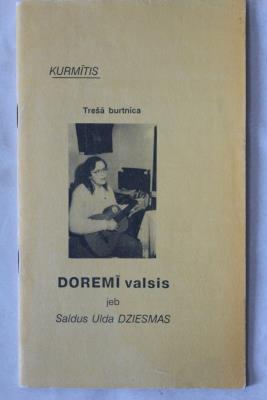 KURMĪTIS
Trešā burtnīca
DOREMĪ valsis
jeb
Saldus Ulda DZIESMAS